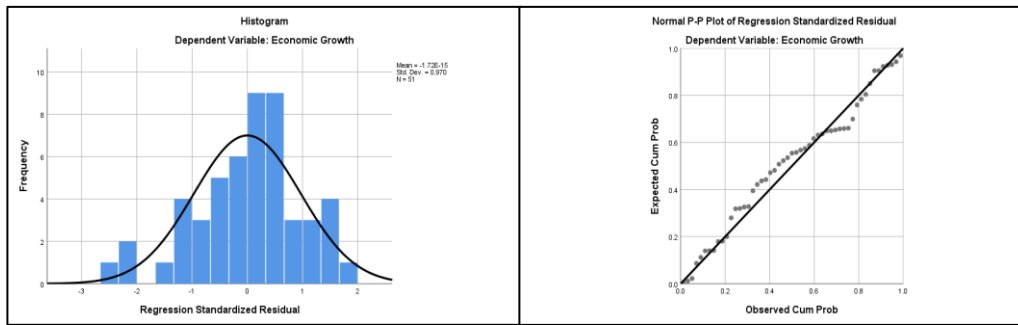 Histogram
Dependent Variable: Economic Growth
Mean = -1.72E-15
Std. Dev. = 0.970
N = 51
10
8
6
4
2
0
Frequency
-3 -2 -1 0 1 2
Regression Standardized Residual
Normal P-P Plot of Regression Standardized Residual
Dependent Variable: Economic Growth
1.0
0.8
0.6
0.4
0.2
0.0
Expected Cum Prob
0.0 0.2 0.4 0.6 0.8 1.0
Observed Cum Prob